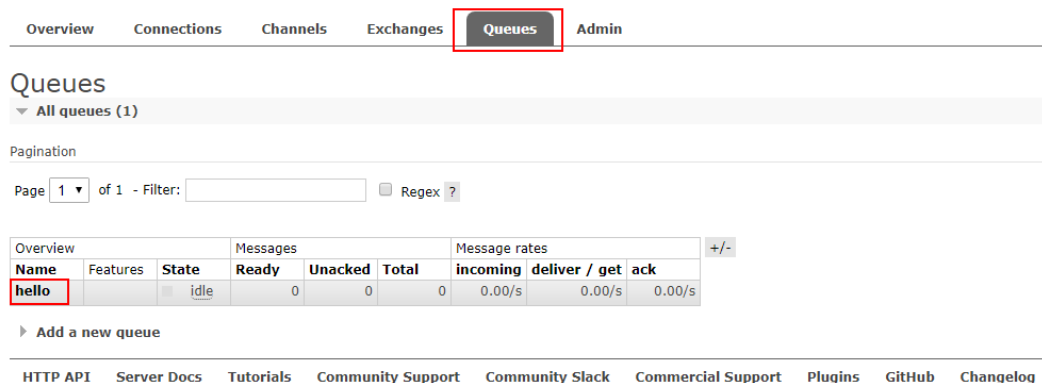 Overview Connections Channels Exchanges Queues Admin
Queues
All queues (1)
Pagination
Page 1 of 1 - Filter: Regex ?
Overview Messages Message rates +/-
Name Features State Ready Unacked Total incoming deliver / get ack
hello idle 0 0 0 0.00/s 0.00/s 0.00/s
Add a new queue
HTTP API Server Docs Tutorials Community Support Community Slack Commercial Support Plugins GitHub Changelog